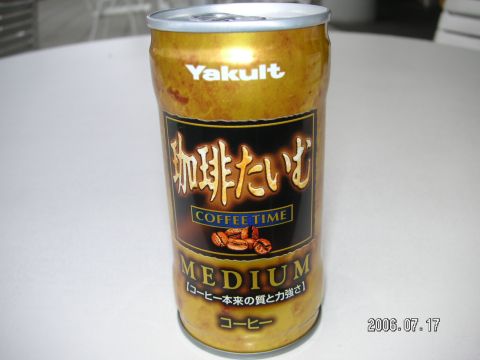 Yakult
珈琲たいむ
COFFEE TIME
MEDIUM
【コーヒー本来の質と力強さ】
コーヒー
2006.07.17